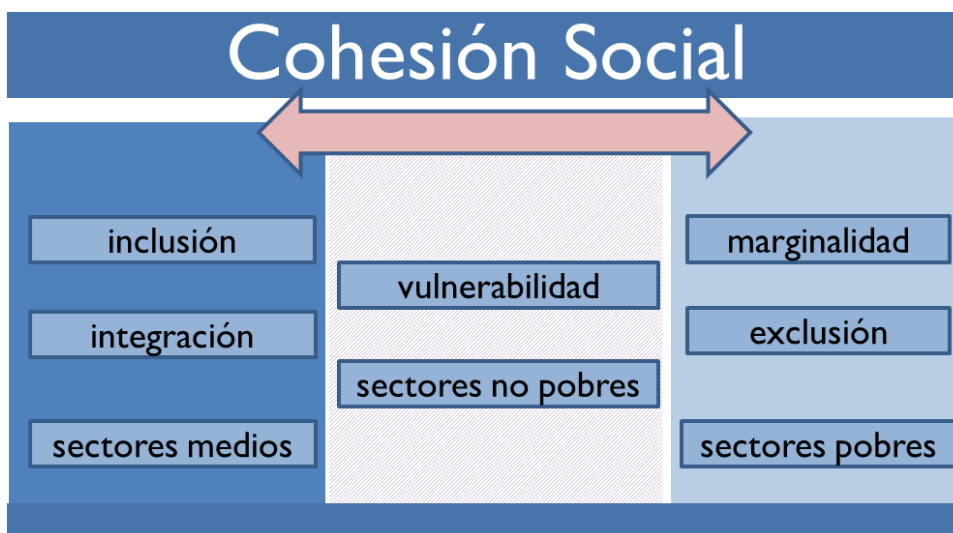 Cohesión Social
inclusión
integración
sectores medios
vulnerabilidad
sectores no pobres
marginalidad
exclusión
sectores pobres